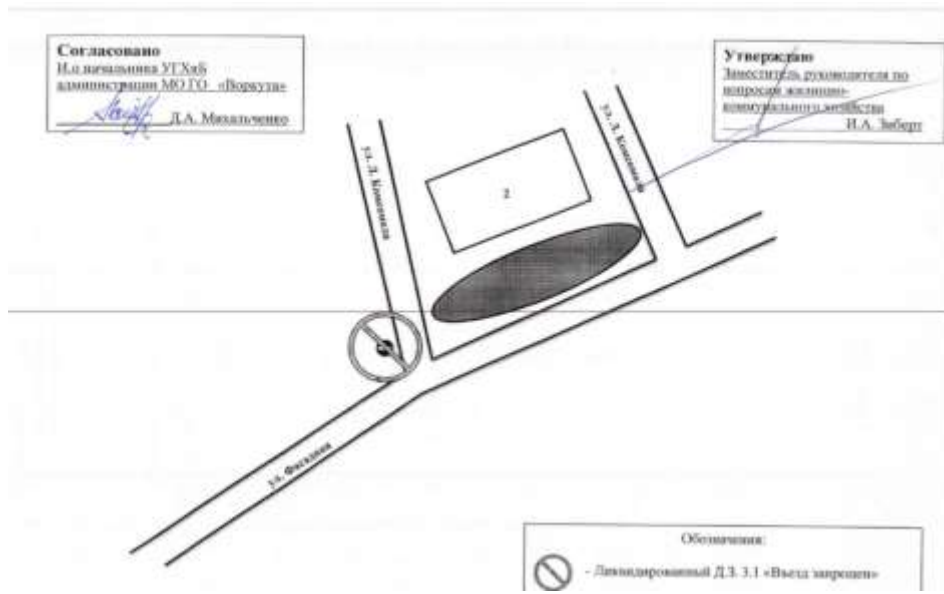 Согласовано
И.о начальника УГХиБ
администрации МО ГО «Воркута»
Д.А. Михальченко
Утверждаю
Заместитель руководителя по
вопросам жилищно-
коммунального хозяйства
И.А. Зиберт
ул. Л. Комсомола
ул. Л. Комсомола
2
ул. Фасадная
Обозначения:
- Ликвидированный Д.З. 3.1 «Въезд запрещен»